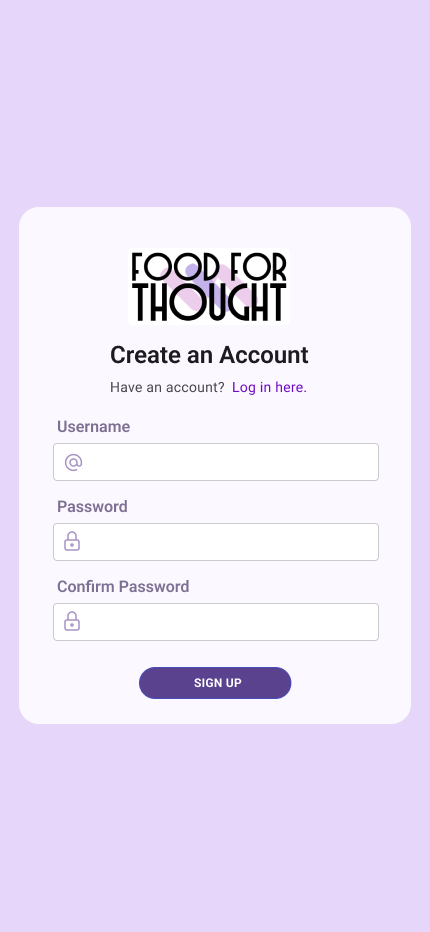 FOOD FOR
THOUGHT
Create an Account
Have an account? Log in here.
Username
@
Password
Confirm Password
SIGN UP